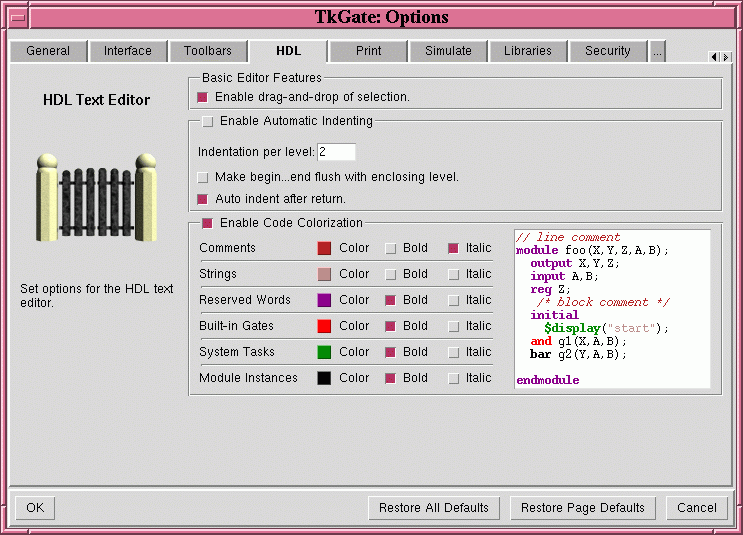 TkGate: Options
General Interface Toolbars HDL Print Simulate Libraries Security ...
HDL Text Editor
Set options for the HDL text
editor.
Basic Editor Features
Enable drag-and-drop of selection.
Enable Automatic Indenting
Indentation per level: 2
Make begin...end flush with enclosing level.
Auto indent after return.
Enable Code Colorization
Comments Color Bold Italic
Strings Color Bold Italic
Reserved Words Color Bold Italic
Built-in Gates Color Bold Italic
System Tasks Color Bold Italic
Module Instances Color Bold Italic
// line comment
module foo(X,Y,Z,A,B);
output X,Y,Z;
input A,B;
reg Z;
/* block comment */
initial
$display("start");
and g1(X,A,B);
bar g2(Y,A,B);
endmodule
OK Restore All Defaults Restore Page Defaults Cancel